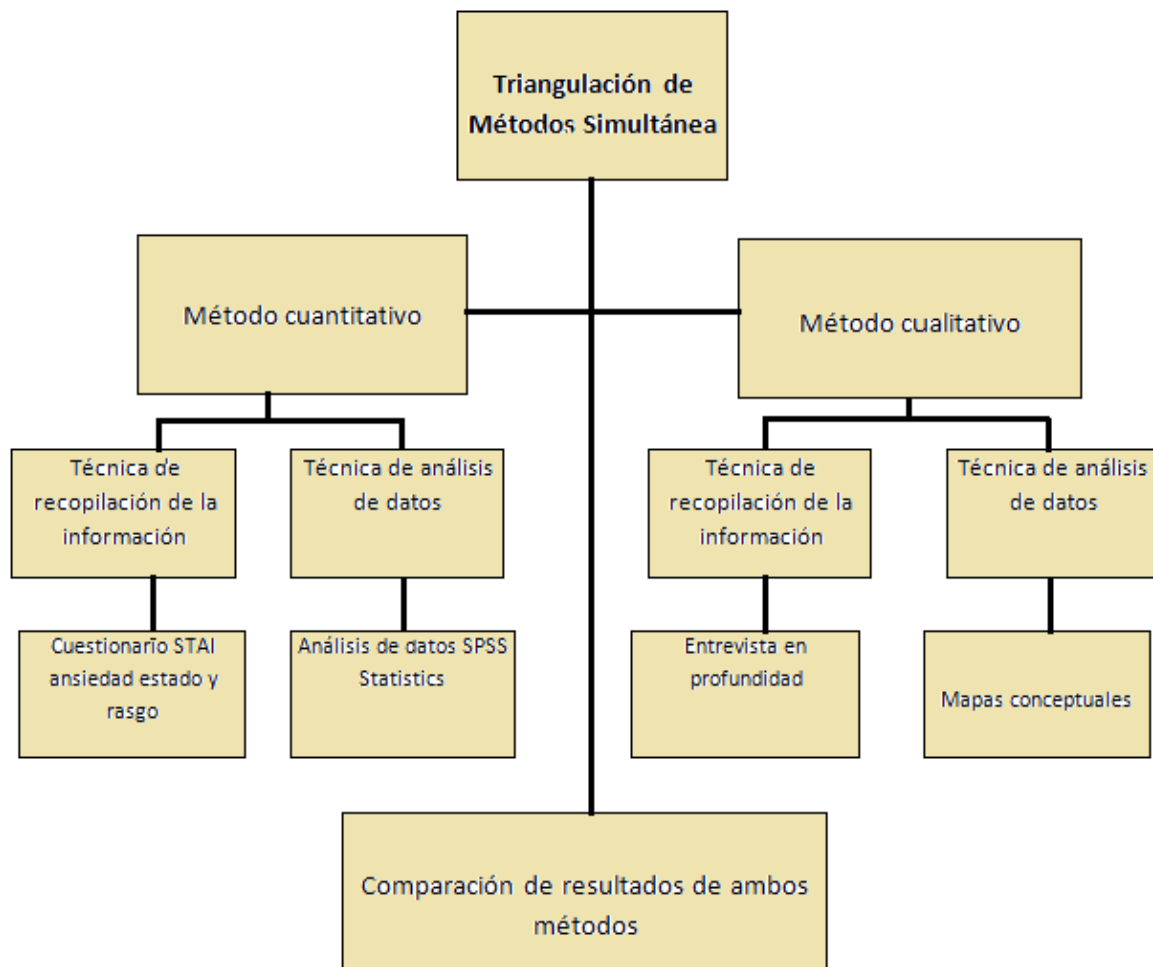 Triangulación de
Métodos Simultánea
Método cuantitativo
Método cualitativo
Técnica de
recopilación de la
información
Técnica de análisis
de datos
Técnica de
recopilación de la
información
Técnica de análisis
de datos
Cuestionario STAI
ansiedad estado y
rasgo
Análisis de datos SPSS
Statistics
Entrevista en
profundidad
Mapas conceptuales
Comparación de resultados de ambos
métodos